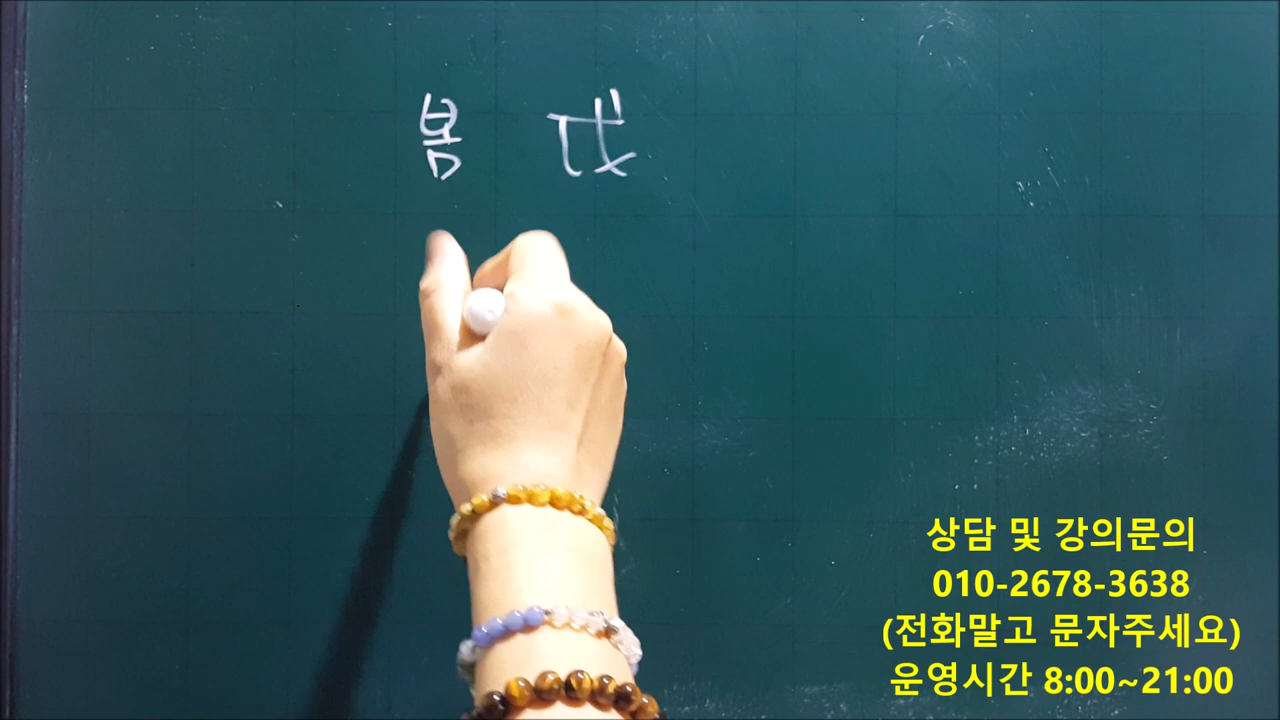 봄 戊
상담 및 강의문의
010-2678-3638
(전화말고 문자주세요)
운영시간 8:00~21:00